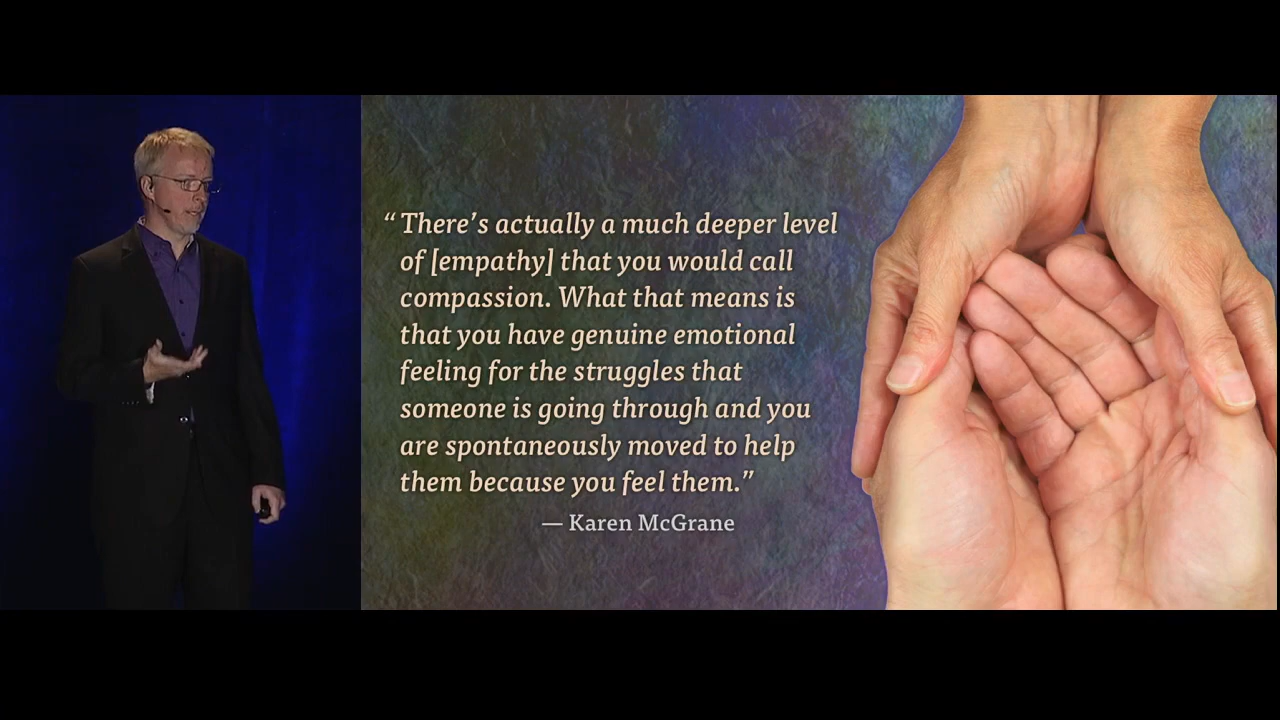 “There’s actually a much deeper level
of [empathy] that you would call
compassion. What that means is
that you have genuine emotional
feeling for the struggles that
someone is going through and you
are spontaneously moved to help
them because you feel them.”
— Karen McGrane